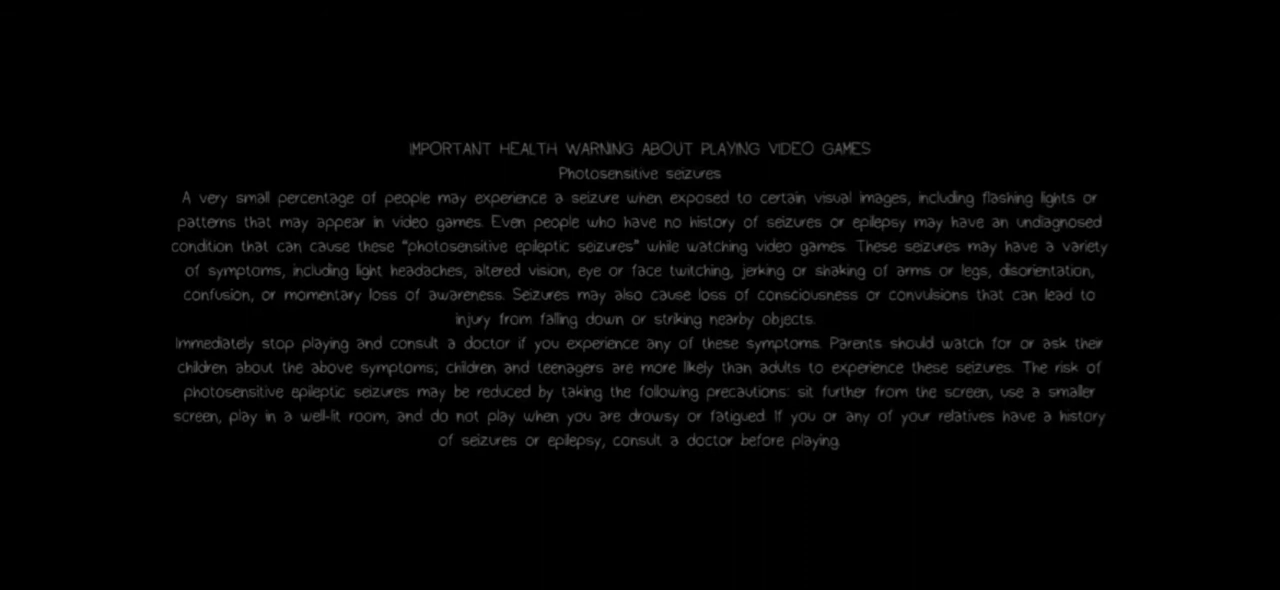 IMPORTANT HEALTH WARNING ABOUT PLAYING VIDEO GAMES
Photosensitive seizures
A very small percentage of people may experience a seizure when exposed to certain visual images, including flashing lights or
patterns that may appear in video games. Even people who have no history of seizures or epilepsy may have an undiagnosed
condition that can cause these "photosensitive epileptic seizures" while watching video games. These seizures may have a variety
of symptoms, including light headaches, altered vision, eye or face twitching, jerking or shaking of arms or legs, disorientation,
confusion, or momentary loss of awareness. Seizures may also cause loss of consciousness or convulsions that can lead to
injury from falling down or striking nearby objects.
Immediately stop playing and consult a doctor if you experience any of these symptoms. Parents should watch for or ask their
children about the above symptoms; children and teenagers are more likely than adults to experience these seizures. The risk of
photosensitive epileptic seizures may be reduced by taking the following precautions: sit further from the screen, use a smaller
screen, play in a well-lit room, and do not play when you are drowsy or fatigued. If you or any of your relatives have a history
of seizures or epilepsy, consult a doctor before playing.